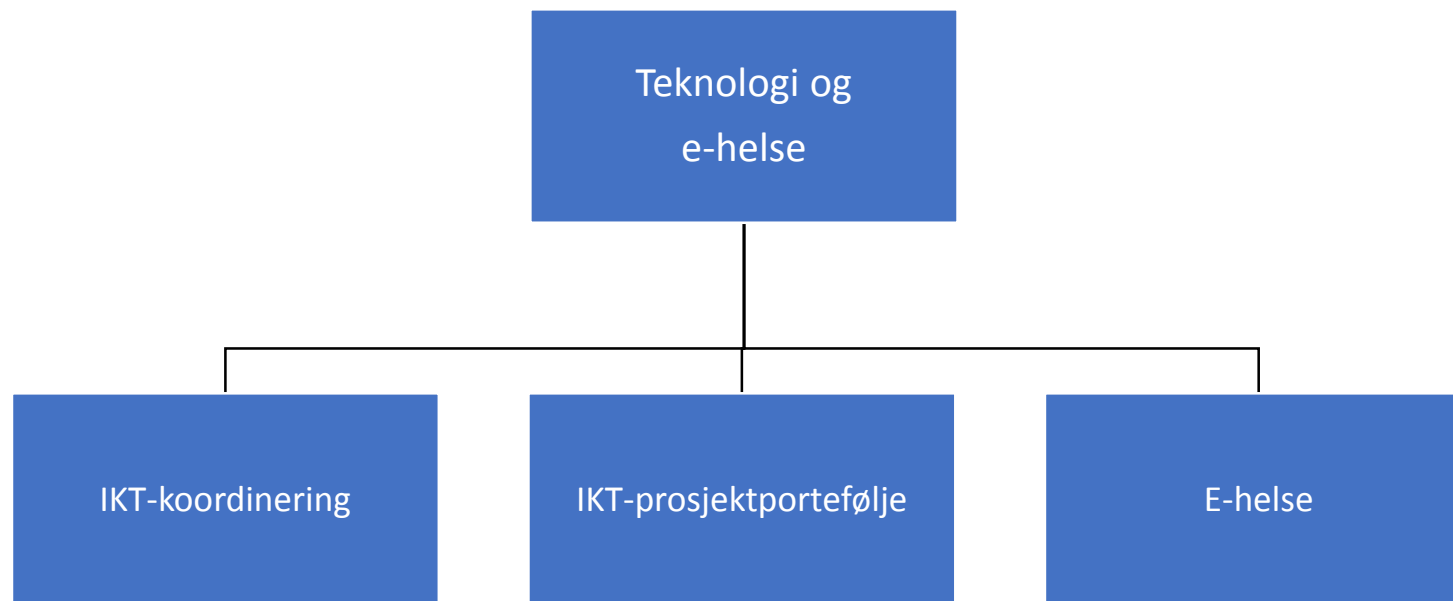 Teknologi og
e-helse
IKT-koordinering
IKT-prosjektportefølje
E-helse